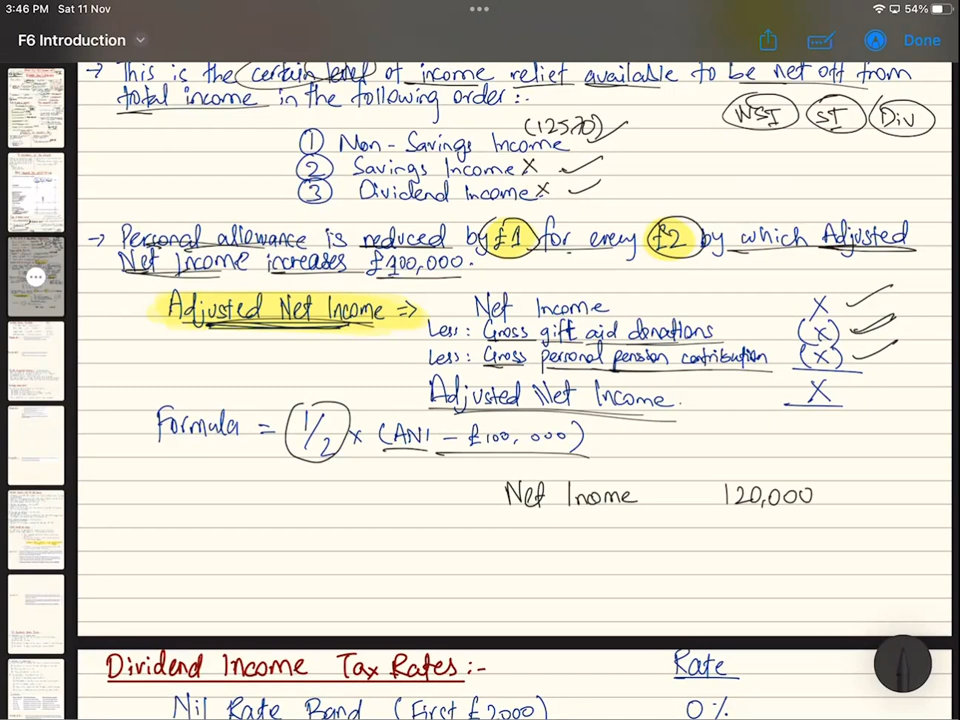 3:46 PM Sat 11 Nov
54%
F6 Introduction
Done
→ This is the certain level of income relief available to be net off from
total income in the following order :-
WSI ST Div
(12570)
① Non-Savings Income
② Savings Income X
③ Dividend Income X
→ Personal allowance is reduced by £1 for every £2 by which Adjusted
Net Income increases £100,000.
Adjusted Net Income => Net Income X
Less: Gross gift aid donations (X)
Less: Gross personal pension contribution (X)
Adjusted Net Income. X
Formula = 1/2 x (ANI - £100,000)
Net Inome 120,000
Dividend Income Tax Rates :- Rate
Nil Rate Band (First £2000) 0%